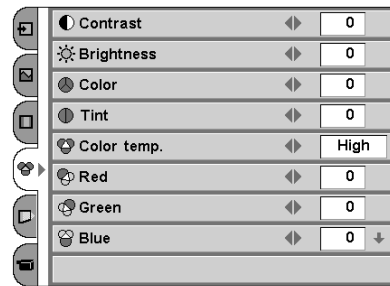 Contrast 0
Brightness 0
Color 0
Tint 0
Color temp. High
Red 0
Green 0
Blue 0